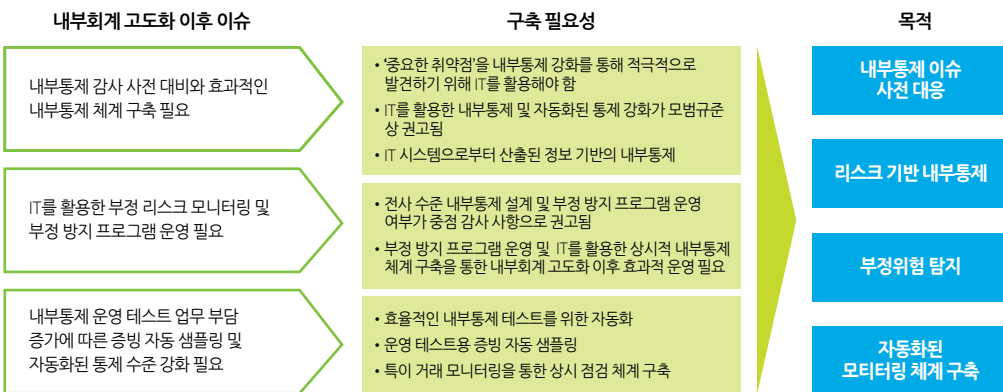 내부회계 고도화 이후 이슈
구축 필요성
목적
내부통제 감사 사전 대비와 효과적인
내부통제 체계 구축 필요
• '중요한 취약점'을 내부통제 강화를 통해 적극적으로
발견하기 위해 IT를 활용해야 함
• IT를 활용한 내부통제 및 자동화된 통제 강화가 모범규준
상 권고됨
• IT 시스템으로부터 산출된 정보 기반의 내부통제
IT를 활용한 부정 리스크 모니터링 및
부정 방지 프로그램 운영 필요
• 전사 수준 내부통제 설계 및 부정 방지 프로그램 운영
여부가 중점 감사 사항으로 권고됨
• 부정 방지 프로그램 운영 및 IT를 활용한 상시적 내부통제
체계 구축을 통한 내부회계 고도화 이후 효과적 운영 필요
내부통제 운영 테스트 업무 부담
증가에 따른 증빙 자동 샘플링 및
자동화된 통제 수준 강화 필요
• 효율적인 내부통제 테스트를 위한 자동화
• 운영 테스트용 증빙 자동 샘플링
• 특이 거래 모니터링을 통한 상시 점검 체계 구축
내부통제 이슈
사전 대응
리스크 기반 내부통제
부정위험 탐지
자동화된
모티터링 체계 구축